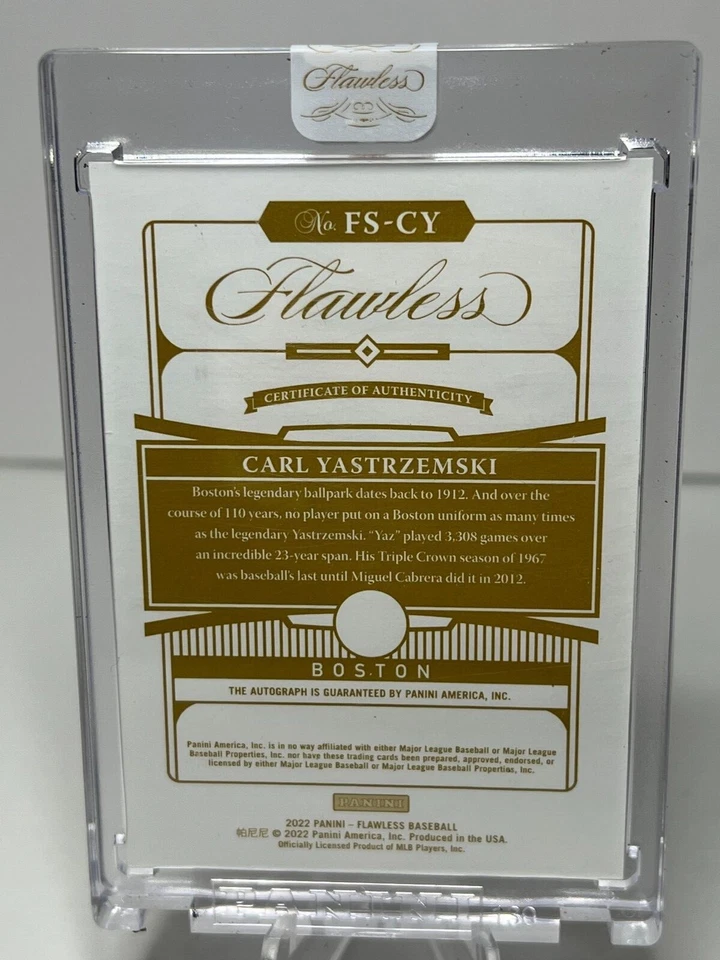 Flawless
No. FS-CY
Flawless
CERTIFICATE OF AUTHENTICITY
CARL YASTRZEMSKI
Boston's legendary ballpark dates back to 1912. And over the
course of 110 years, no player put on a Boston uniform as many times
as the legendary Yastrzemski. "Yaz" played 3,308 games over
an incredible 23-year span. His Triple Crown season of 1967
was baseball's last until Miguel Cabrera did it in 2012.
BOSTON
THE AUTOGRAPH IS GUARANTEED BY PANINI AMERICA, INC.
Panini America, Inc. is in no way affiliated with either Major League Baseball or Major League
Baseball Properties, Inc. nor have these trading cards been prepared, approved, endorsed, or
licensed by either Major League Baseball or Major League Baseball Properties, Inc.
PANINI
2022 PANINI – FLAWLESS BASEBALL
帕尼尼 © 2022 Panini America, Inc. Produced in the USA.
Officially Licensed Product of MLB Players, Inc.
PANINI